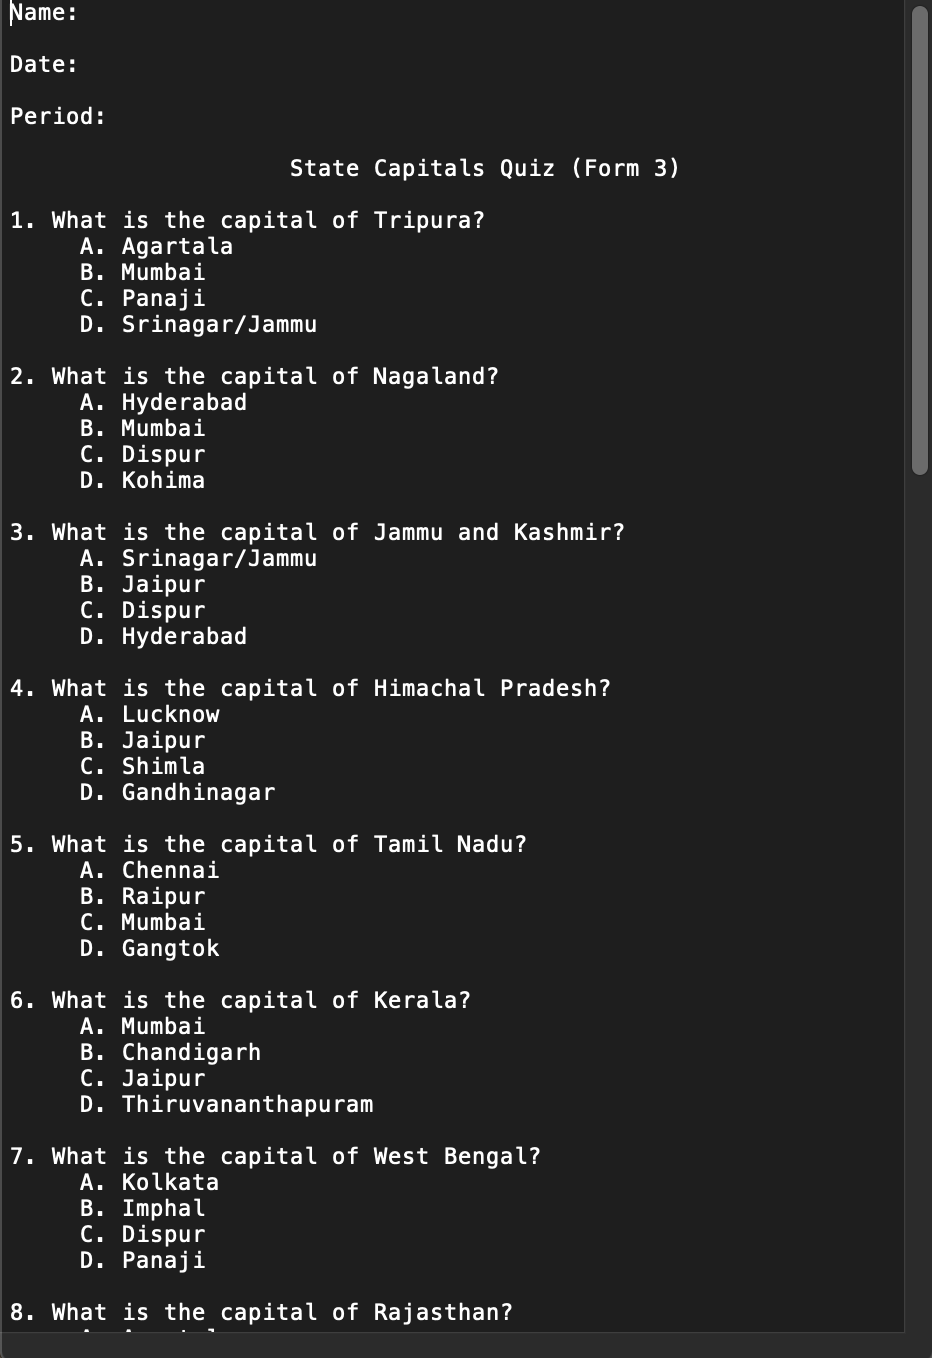 Name:
Date:
Period:
State Capitals Quiz (Form 3)
1. What is the capital of Tripura?
A. Agartala
B. Mumbai
C. Panaji
D. Srinagar/Jammu
2. What is the capital of Nagaland?
A. Hyderabad
B. Mumbai
C. Dispur
D. Kohima
3. What is the capital of Jammu and Kashmir?
A. Srinagar/Jammu
B. Jaipur
C. Dispur
D. Hyderabad
4. What is the capital of Himachal Pradesh?
A. Lucknow
B. Jaipur
C. Shimla
D. Gandhinagar
5. What is the capital of Tamil Nadu?
A. Chennai
B. Raipur
C. Mumbai
D. Gangtok
6. What is the capital of Kerala?
A. Mumbai
B. Chandigarh
C. Jaipur
D. Thiruvananthapuram
7. What is the capital of West Bengal?
A. Kolkata
B. Imphal
C. Dispur
D. Panaji
8. What is the capital of Rajasthan?